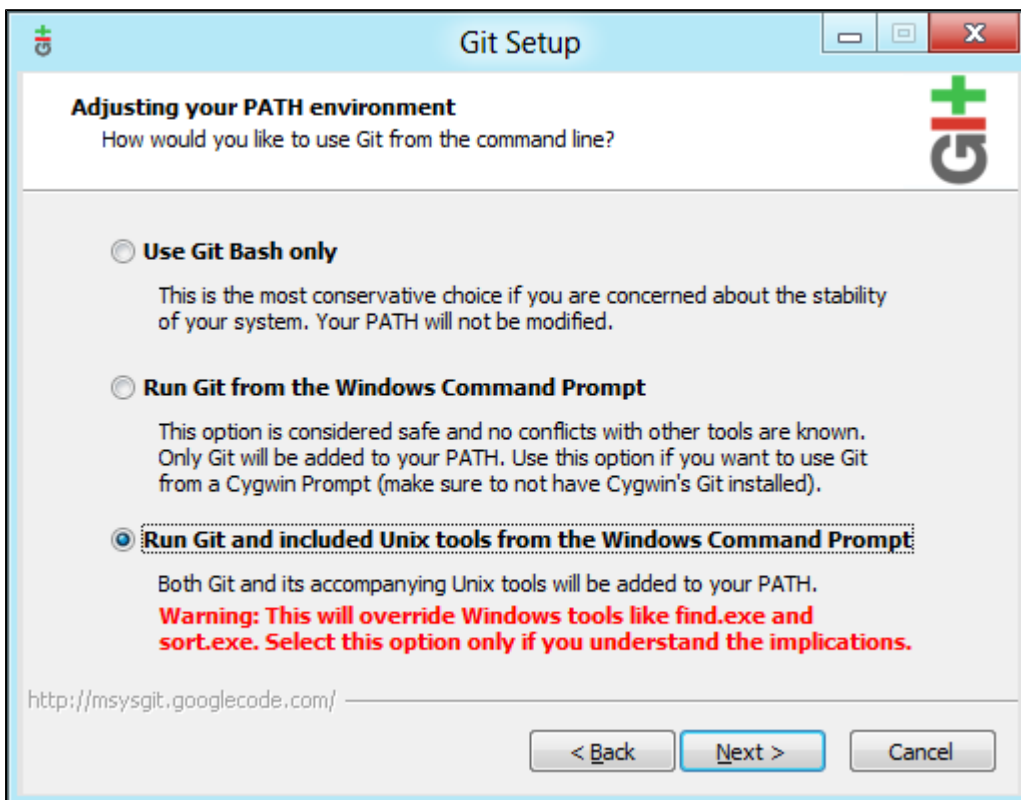 Git Setup
Adjusting your PATH environment
How would you like to use Git from the command line?
Use Git Bash only
This is the most conservative choice if you are concerned about the stability
of your system. Your PATH will not be modified.
Run Git from the Windows Command Prompt
This option is considered safe and no conflicts with other tools are known.
Only Git will be added to your PATH. Use this option if you want to use Git
from a Cygwin Prompt (make sure to not have Cygwin's Git installed).
Run Git and included Unix tools from the Windows Command Prompt
Both Git and its accompanying Unix tools will be added to your PATH.
Warning: This will override Windows tools like find.exe and
sort.exe. Select this option only if you understand the implications.
http://msysgit.googlecode.com/
< Back Next > Cancel